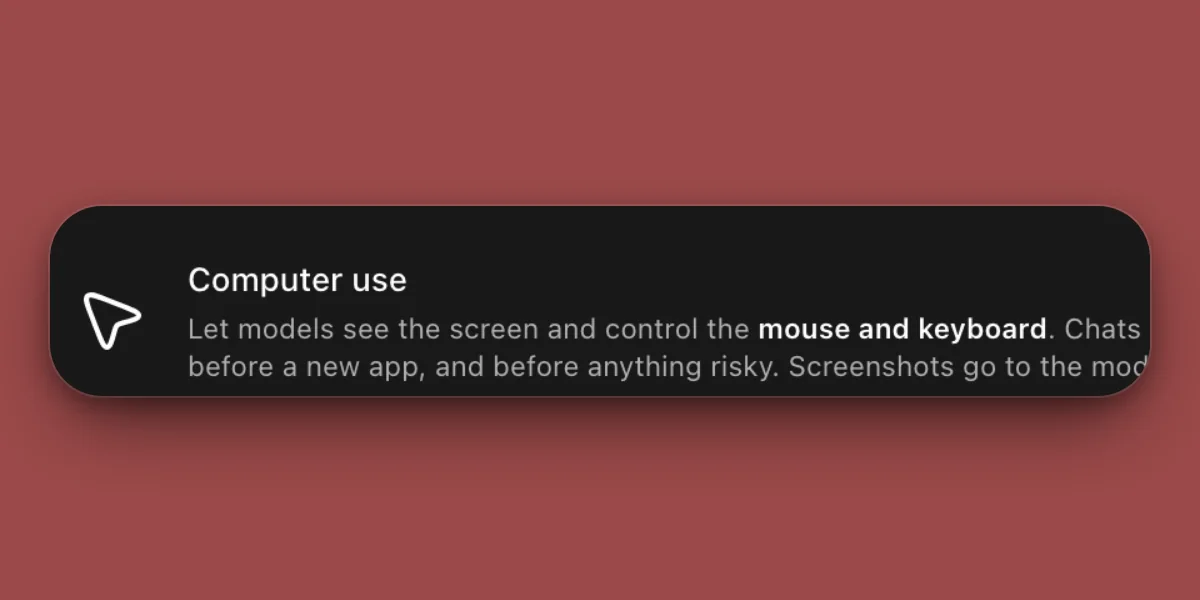 Computer use
Let models see the screen and control the mouse and keyboard. Chats
before a new app, and before anything risky. Screenshots go to the